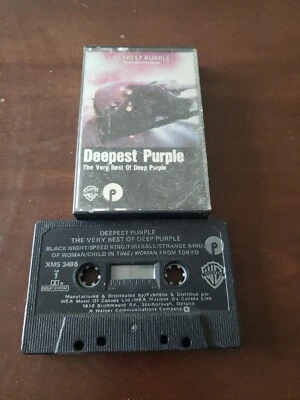 DEEPEST PURPLE
Deepest Purple
The Very Best Of Deep Purple
P
DEEPEST PURPLE
THE VERY BEST OF DEEP PURPLE
BLACK NIGHT/SPEED KING/FIREBALL/STRANGE KIND
OF WOMAN/CHILD IN TIME/WOMAN FROM TOKYO
XMS 3486
1
Manufactured & Distributed by/Fabriqué & Distribué par
WEA Music Of Canada Ltd./WEA Musique Du Canada Ltée
1810 Birchmount Rd., Scarborough, Ontario
A Warner Communications Company